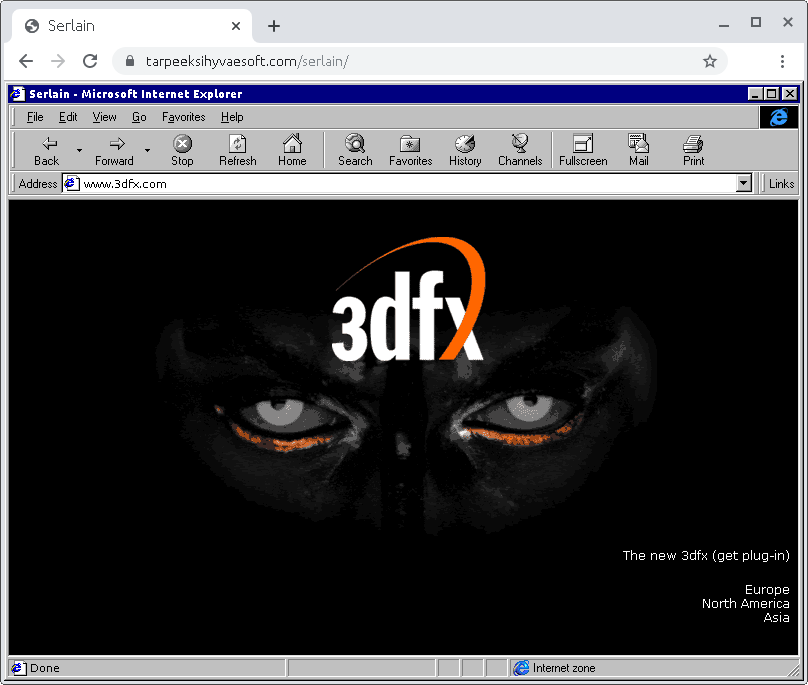 Serlain
tarpeeksihyvaesoft.com/serlain/
Serlain - Microsoft Internet Explorer
File Edit View Go Favorites Help
Back Forward Stop Refresh Home Search Favorites History Channels Fullscreen Mail Print
Address www.3dfx.com Links
3dfx
The new 3dfx (get plug-in)
Europe
North America
Asia
Done Internet zone